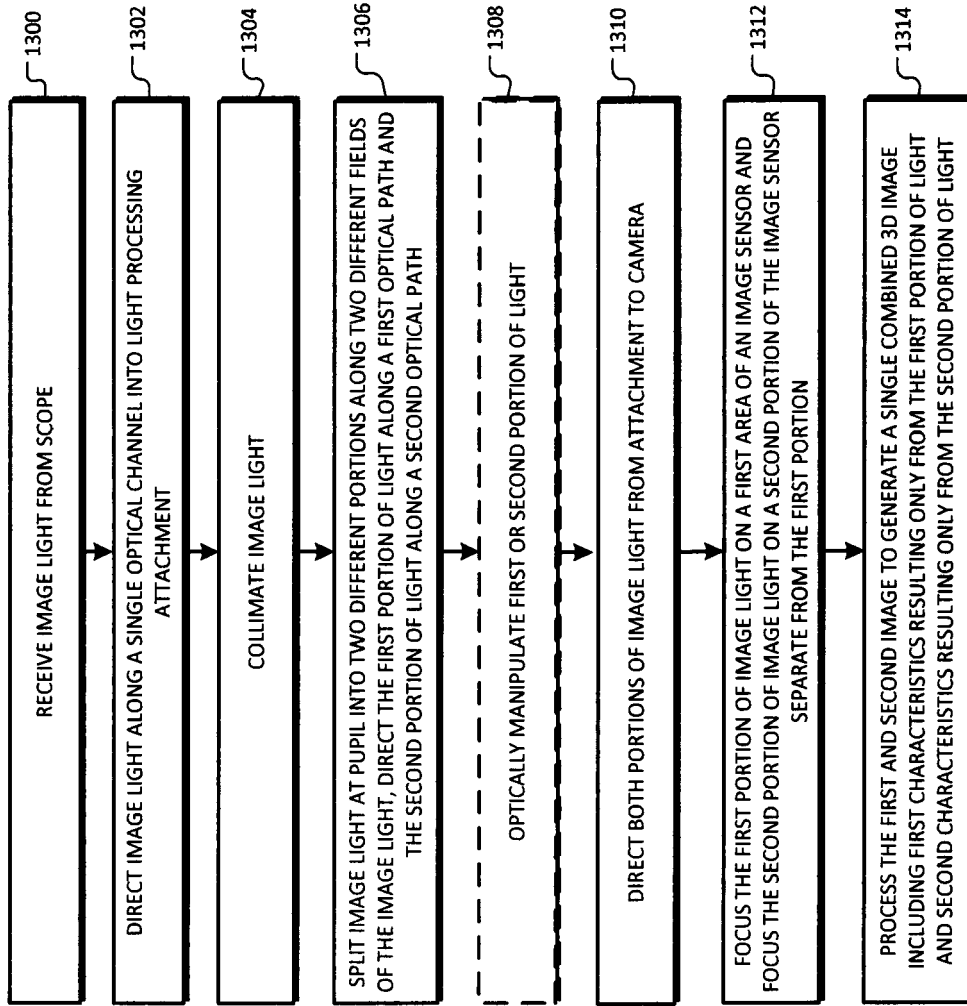 RECEIVE IMAGE LIGHT FROM SCOPE
1300
DIRECT IMAGE LIGHT ALONG A SINGLE OPTICAL CHANNEL INTO LIGHT PROCESSING
ATTACHMENT
1302
COLLIMATE IMAGE LIGHT
1304
SPLIT IMAGE LIGHT AT PUPIL INTO TWO DIFFERENT PORTIONS ALONG TWO DIFFERENT FIELDS
OF THE IMAGE LIGHT, DIRECT THE FIRST PORTION OF LIGHT ALONG A FIRST OPTICAL PATH AND
THE SECOND PORTION OF LIGHT ALONG A SECOND OPTICAL PATH
1306
OPTICALLY MANIPULATE FIRST OR SECOND PORTION OF LIGHT
1308
DIRECT BOTH PORTIONS OF IMAGE LIGHT FROM ATTACHMENT TO CAMERA
1310
FOCUS THE FIRST PORTION OF IMAGE LIGHT ON A FIRST AREA OF AN IMAGE SENSOR AND
FOCUS THE SECOND PORTION OF IMAGE LIGHT ON A SECOND PORTION OF THE IMAGE SENSOR
SEPARATE FROM THE FIRST PORTION
1312
PROCESS THE FIRST AND SECOND IMAGE TO GENERATE A SINGLE COMBINED 3D IMAGE
INCLUDING FIRST CHARACTERISTICS RESULTING ONLY FROM THE FIRST PORTION OF LIGHT
AND SECOND CHARACTERISTICS RESULTING ONLY FROM THE SECOND PORTION OF LIGHT
1314